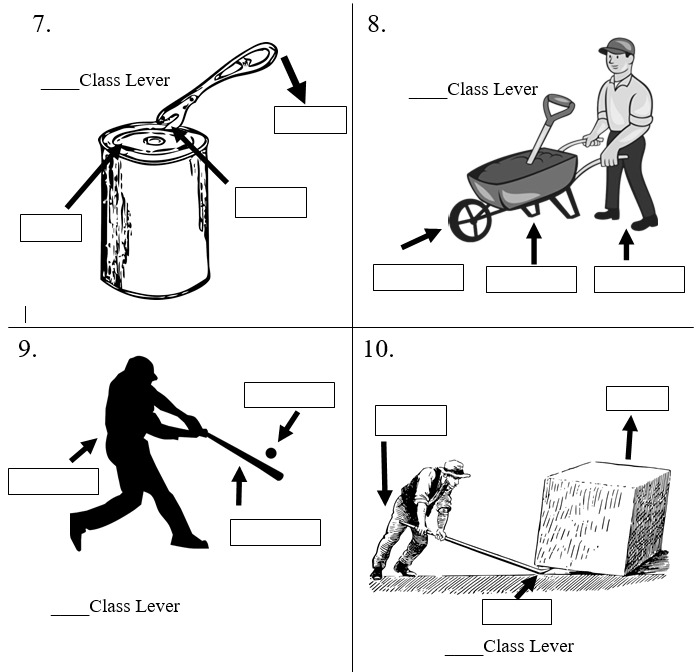 7.
____Class Lever
8.
____Class Lever
9.
____Class Lever
10.
____Class Lever